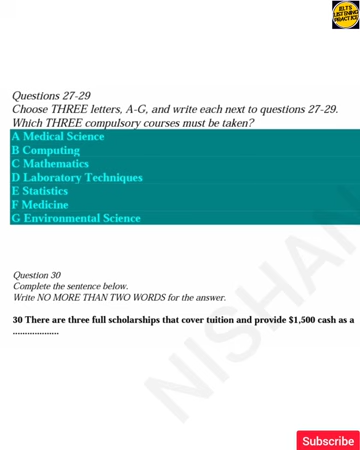 IELTS
LISTENING
PRACTICE
Questions 27-29
Choose THREE letters, A-G, and write each next to questions 27-29.
Which THREE compulsory courses must be taken?
A Medical Science
B Computing
C Mathematics
D Laboratory Techniques
E Statistics
F Medicine
G Environmental Science
Question 30
Complete the sentence below.
Write NO MORE THAN TWO WORDS for the answer.
30 There are three full scholarships that cover tuition and provide $1,500 cash as a
...................
NISHAN
Subscribe